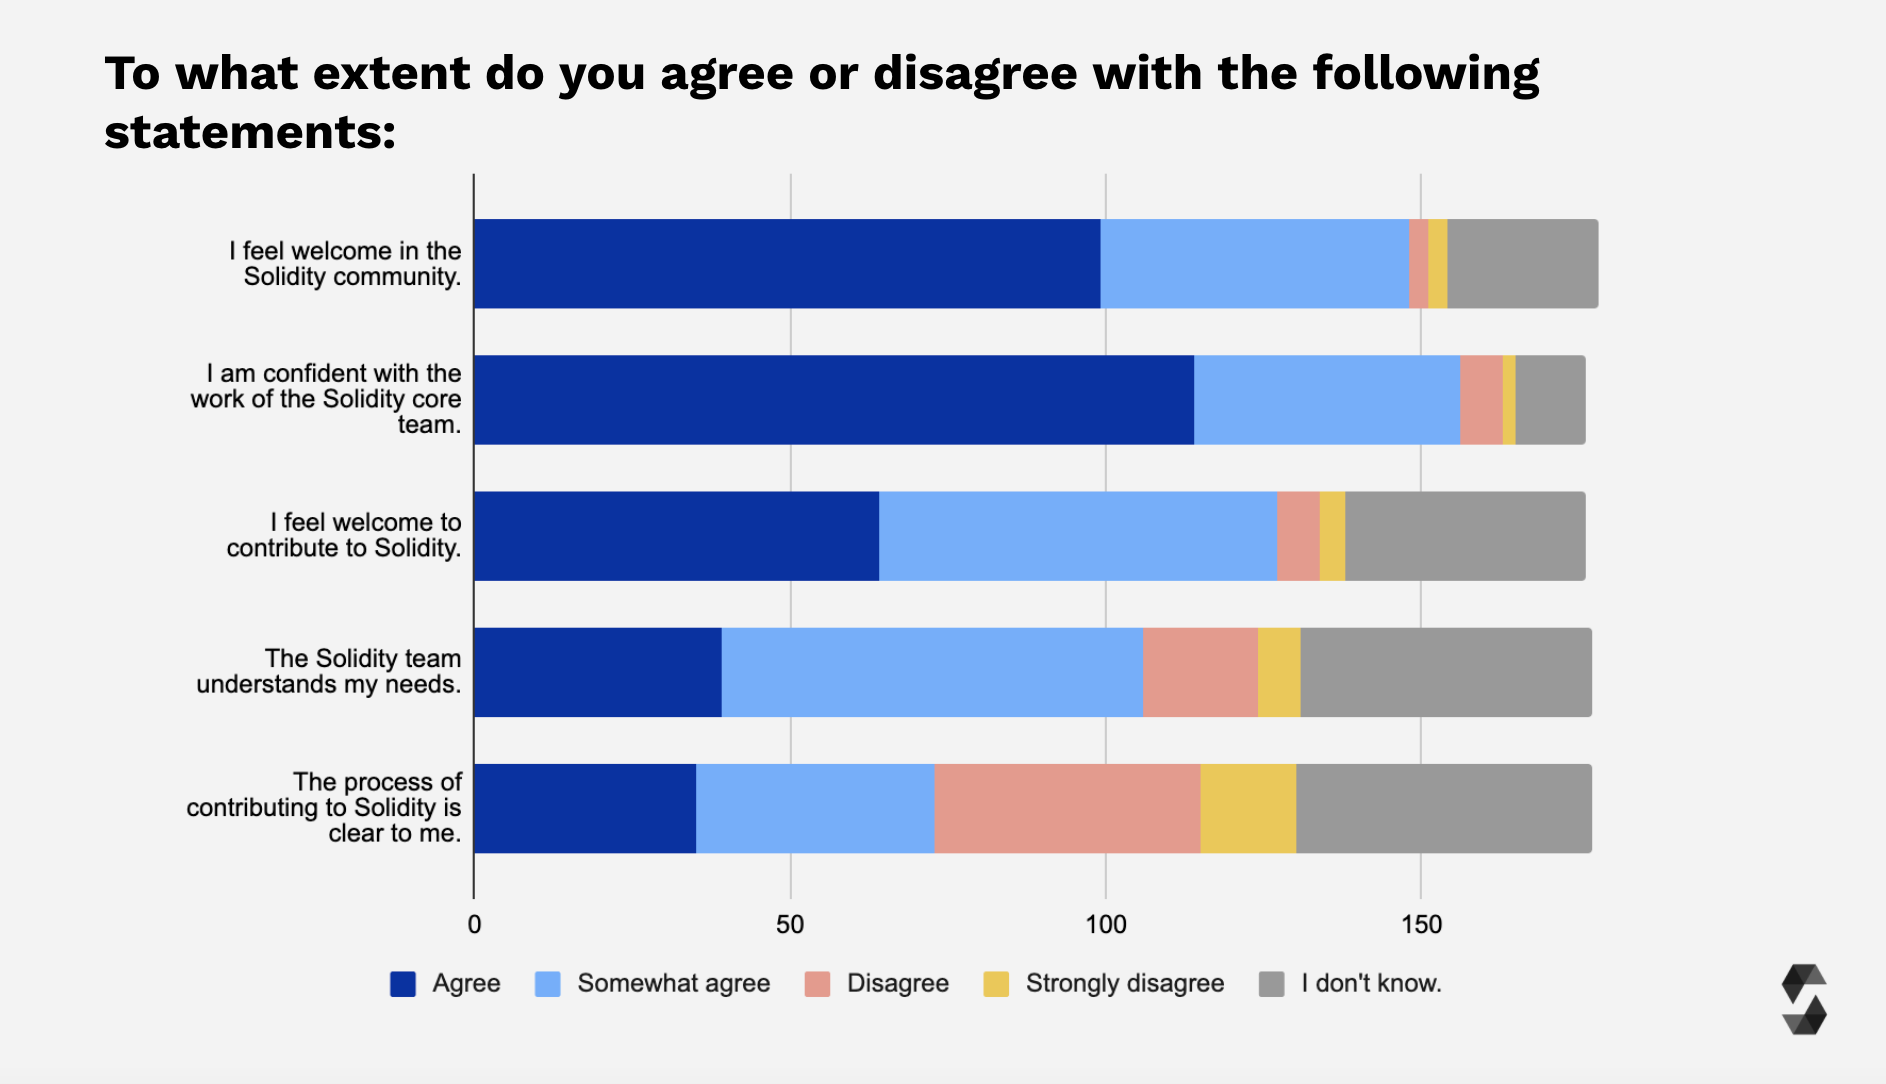 To what extent do you agree or disagree with the following
statements:
I feel welcome in the
Solidity community.
I am confident with the
work of the Solidity core
team.
I feel welcome to
contribute to Solidity.
The Solidity team
understands my needs.
The process of
contributing to Solidity is
clear to me.
0 50 100 150
Agree Somewhat agree Disagree Strongly disagree I don't know.